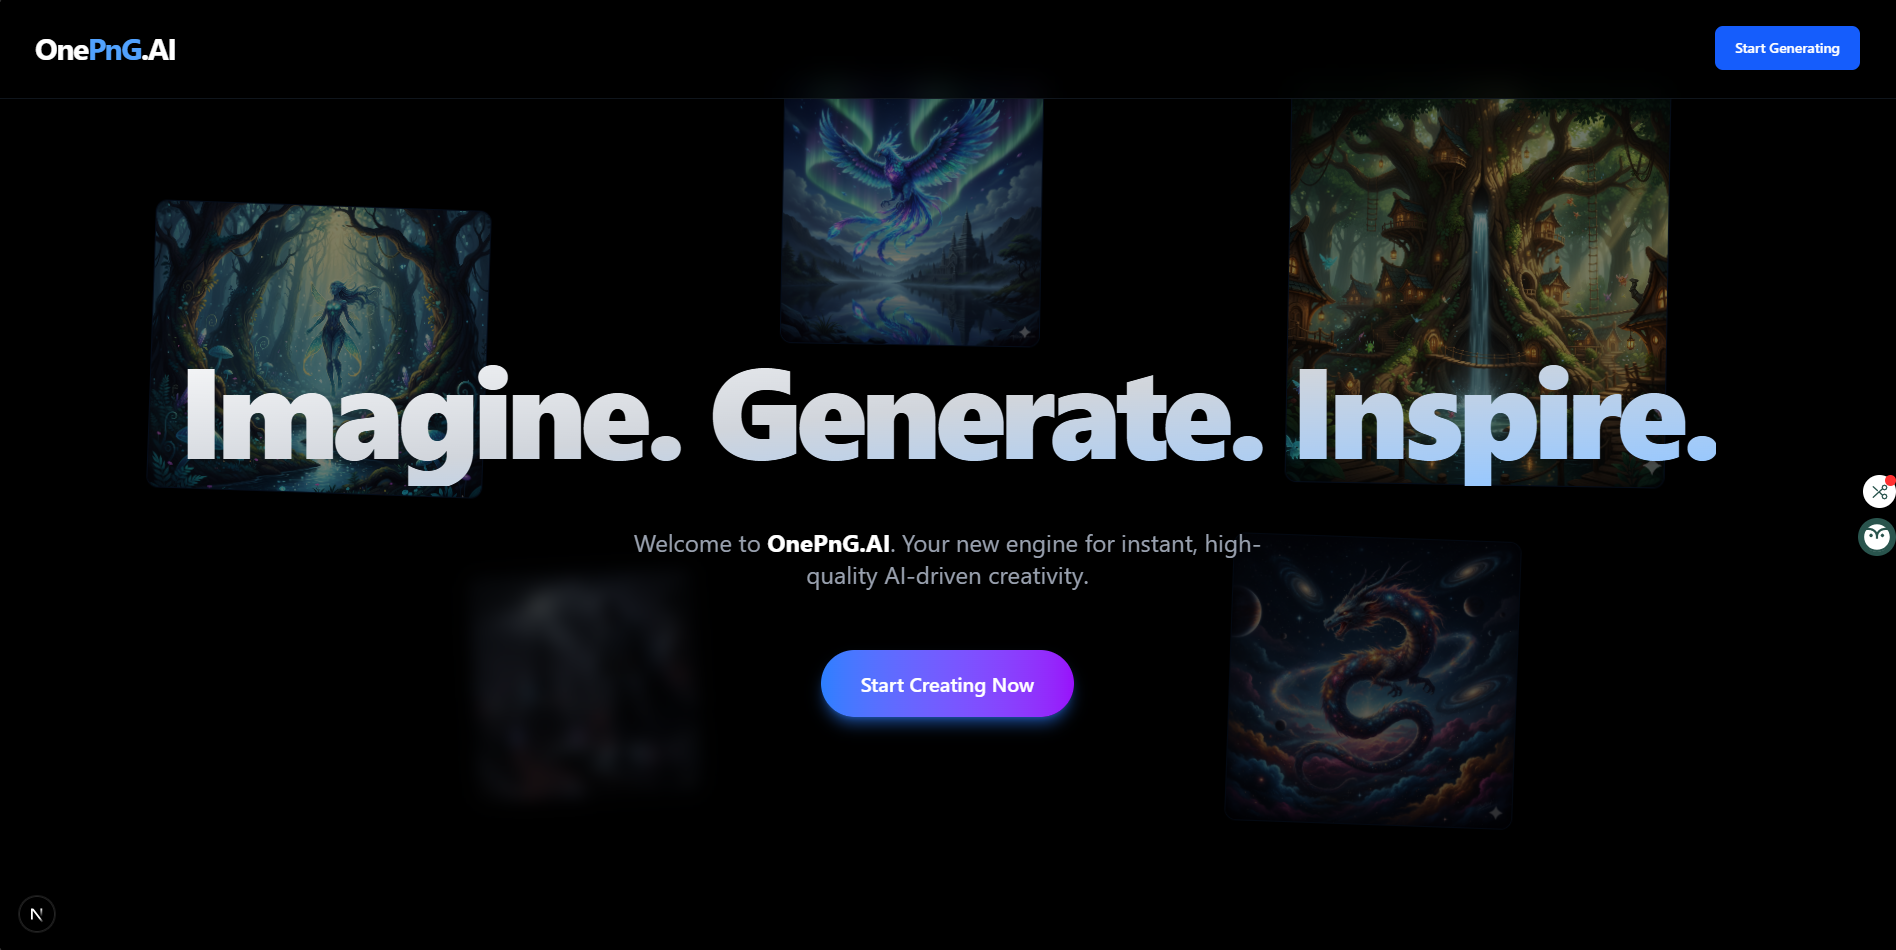 OnePnG.AI
Start Generating
Imagine. Generate. Inspire.
Welcome to OnePnG.AI. Your new engine for instant, high-
quality AI-driven creativity.
Start Creating Now
N